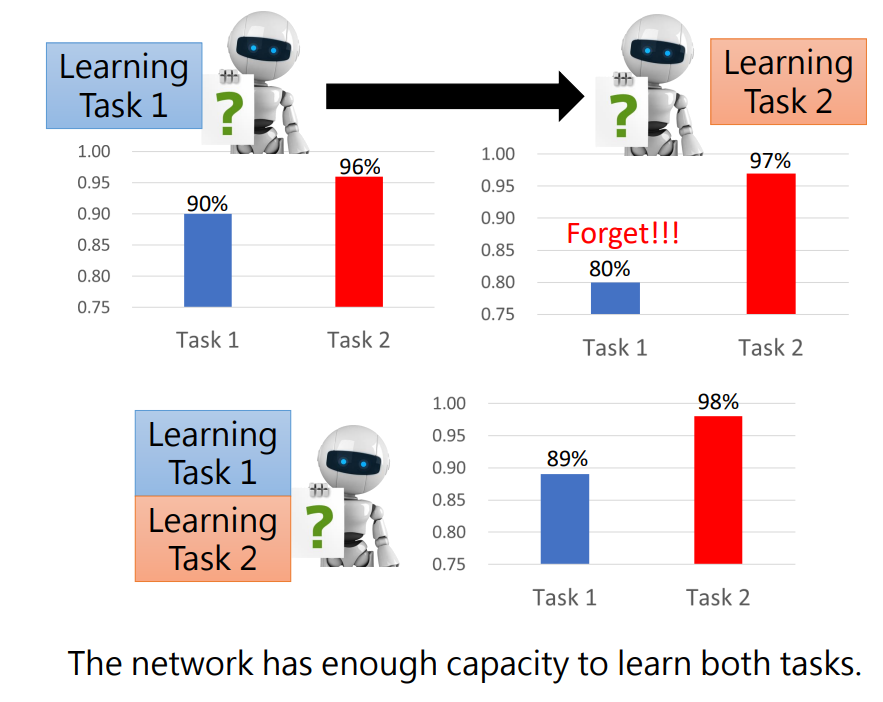 Learning
Task 1
?
?
Learning
Task 2
1.00
0.95
0.90
0.85
0.80
0.75
90%
96%
Task 1
Task 2
1.00
0.95
0.90
0.85
0.80
0.75
Forget!!!
80%
97%
Task 1
Task 2
Learning
Task 1
Learning
Task 2
?
1.00
0.95
0.90
0.85
0.80
0.75
89%
98%
Task 1
Task 2
The network has enough capacity to learn both tasks.